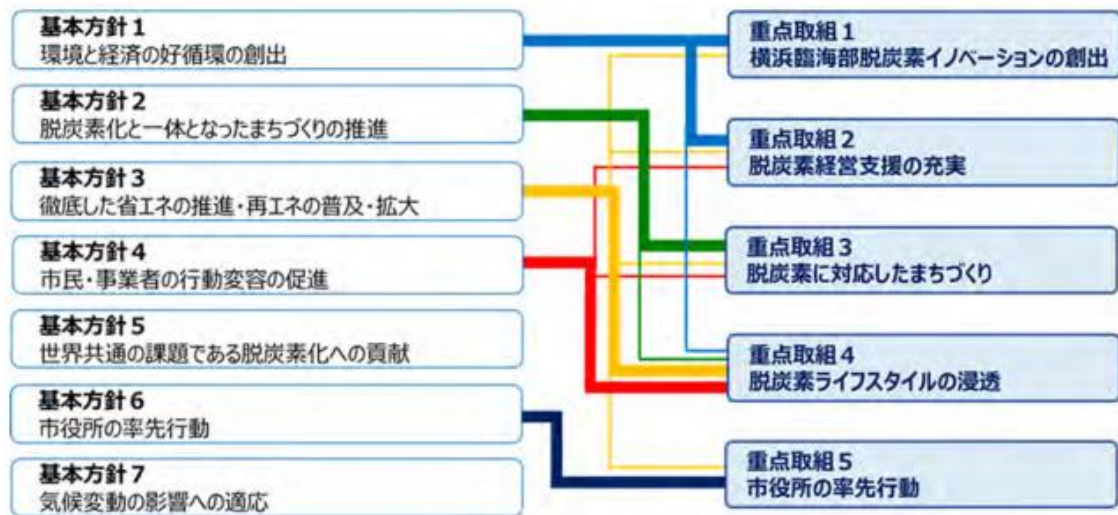 基本方針1
環境と経済の好循環の創出
基本方針2
脱炭素化と一体となったまちづくりの推進
基本方針3
徹底した省エネの推進・再エネの普及・拡大
基本方針4
市民・事業者の行動変容の促進
基本方針5
世界共通の課題である脱炭素化への貢献
基本方針6
市役所の率先行動
基本方針7
気候変動の影響への適応
重点取組1
横浜臨海部脱炭素イノベーションの創出
重点取組2
脱炭素経営支援の充実
重点取組3
脱炭素に対応したまちづくり
重点取組4
脱炭素ライフスタイルの浸透
重点取組5
市役所の率先行動